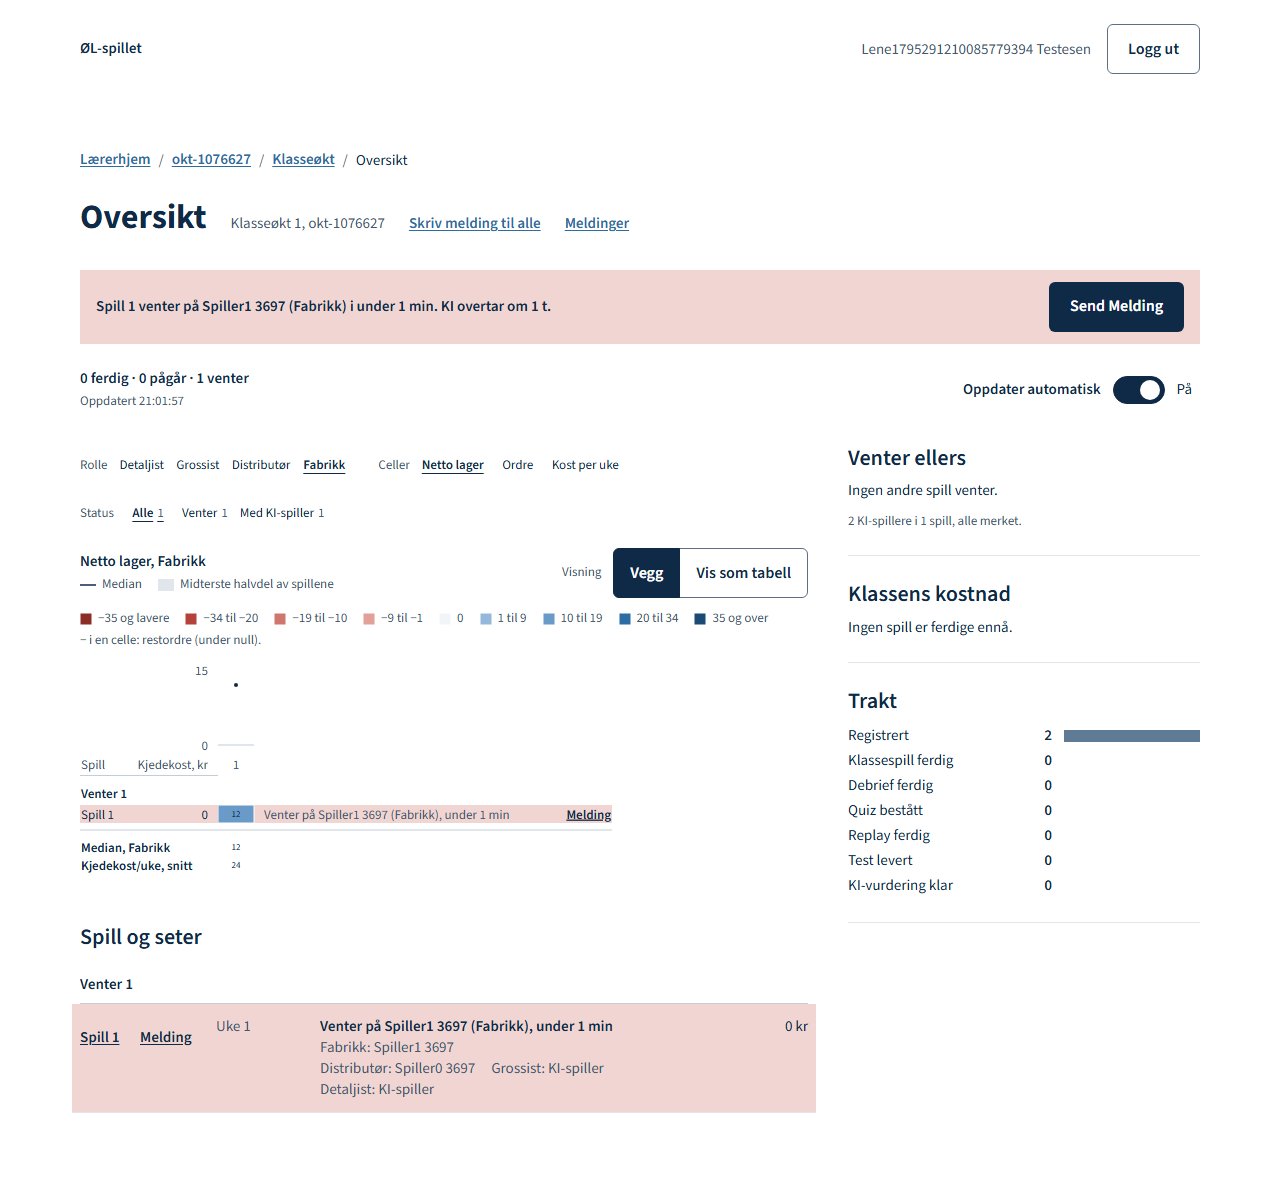 ØL-spillet
Lene1795291210085779394 Testesen
Logg ut
Lærerhjem / okt-1076627 / Klasseøkt / Oversikt
Oversikt
Klasseøkt 1, okt-1076627
Skriv melding til alle
Meldinger
Spill 1 venter på Spiller1 3697 (Fabrikk) i under 1 min. KI overtar om 1 t.
Send Melding
0 ferdig · 0 pågår · 1 venter
Oppdatert 21:01:57
Oppdater automatisk
På
Rolle Detaljist Grossist Distributør Fabrikk
Celler Netto lager Ordre Kost per uke
Status Alle 1 Venter 1 Med KI-spiller 1
Netto lager, Fabrikk
Median
Midterste halvdel av spillene
Visning
Vegg
Vis som tabell
−35 og lavere
−34 til −20
−19 til −10
−9 til −1
0
1 til 9
10 til 19
20 til 34
35 og over
− i en celle: restordre (under null).
15
0
Spill Kjedekost, kr 1
Venter 1
Spill 1 0 12 Venter på Spiller1 3697 (Fabrikk), under 1 min Melding
Median, Fabrikk 12
Kjedekost/uke, snitt 24
Venter ellers
Ingen andre spill venter.
2 KI-spillere i 1 spill, alle merket.
Klassens kostnad
Ingen spill er ferdige ennå.
Trakt
Registrert 2
Klassespill ferdig 0
Debrief ferdig 0
Quiz bestått 0
Replay ferdig 0
Test levert 0
KI-vurdering klar 0
Spill og seter
Venter 1
Spill 1 Melding Uke 1 Venter på Spiller1 3697 (Fabrikk), under 1 min 0 kr
Fabrikk: Spiller1 3697
Distributør: Spiller0 3697 Grossist: KI-spiller
Detaljist: KI-spiller